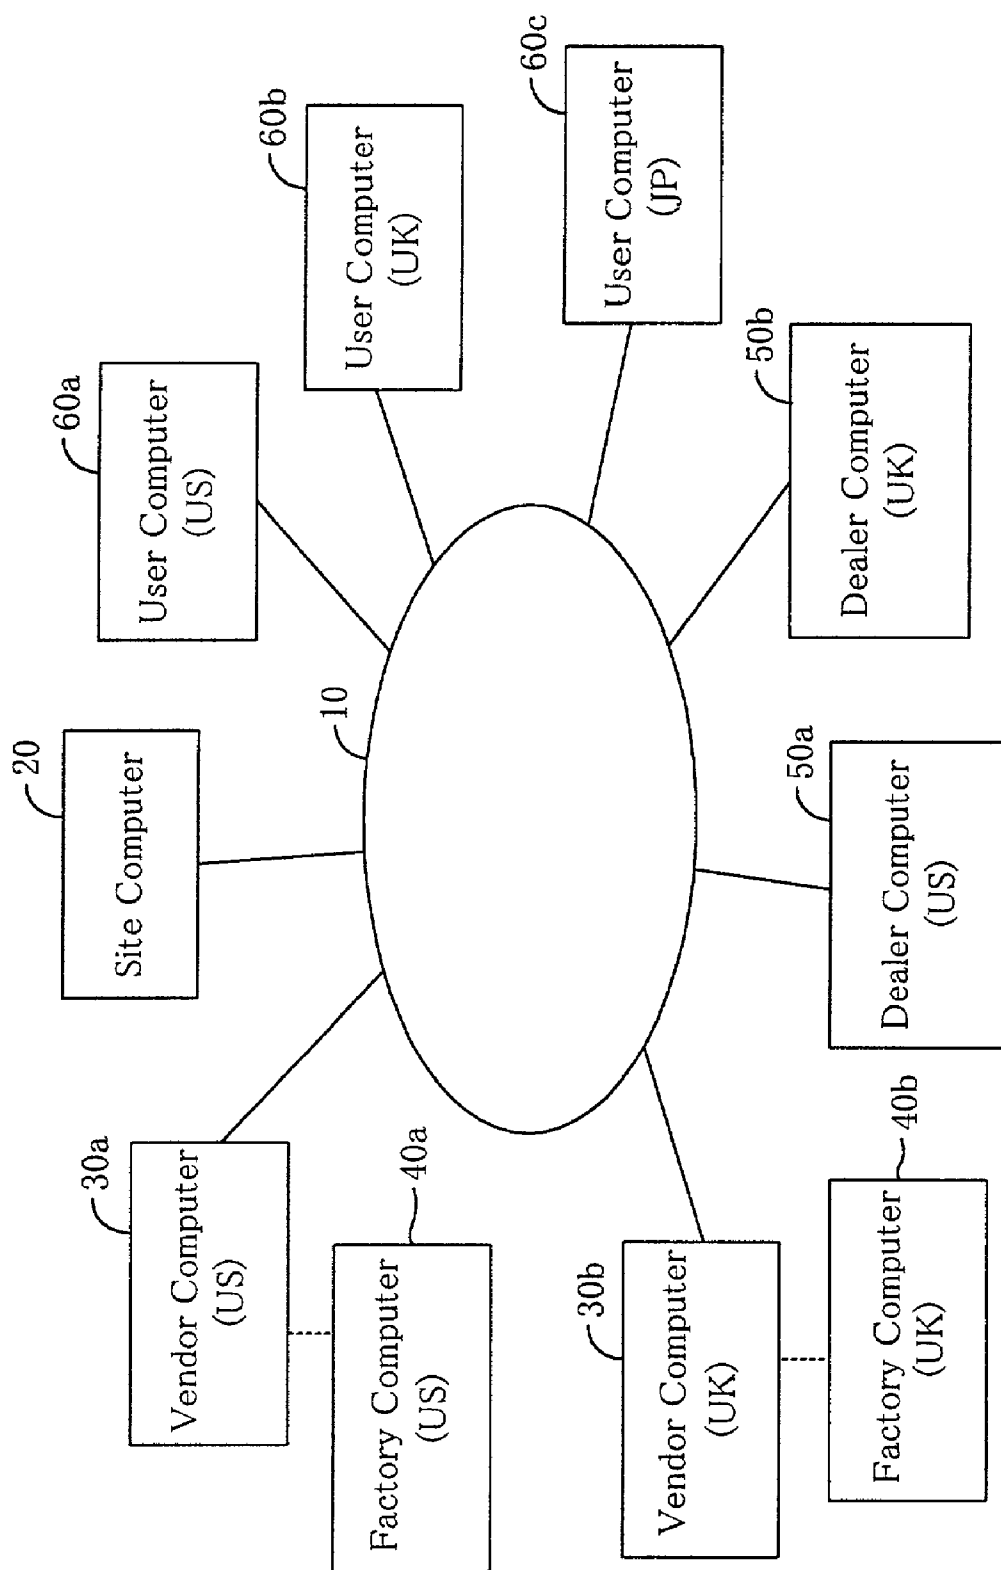 20
Site Computer
60a
User Computer
(US)
60b
User Computer
(UK)
60c
User Computer
(JP)
30a
Vendor Computer
(US)
40a
Factory Computer
(US)
10
30b
Vendor Computer
(UK)
40b
Factory Computer
(UK)
50a
Dealer Computer
(US)
50b
Dealer Computer
(UK)